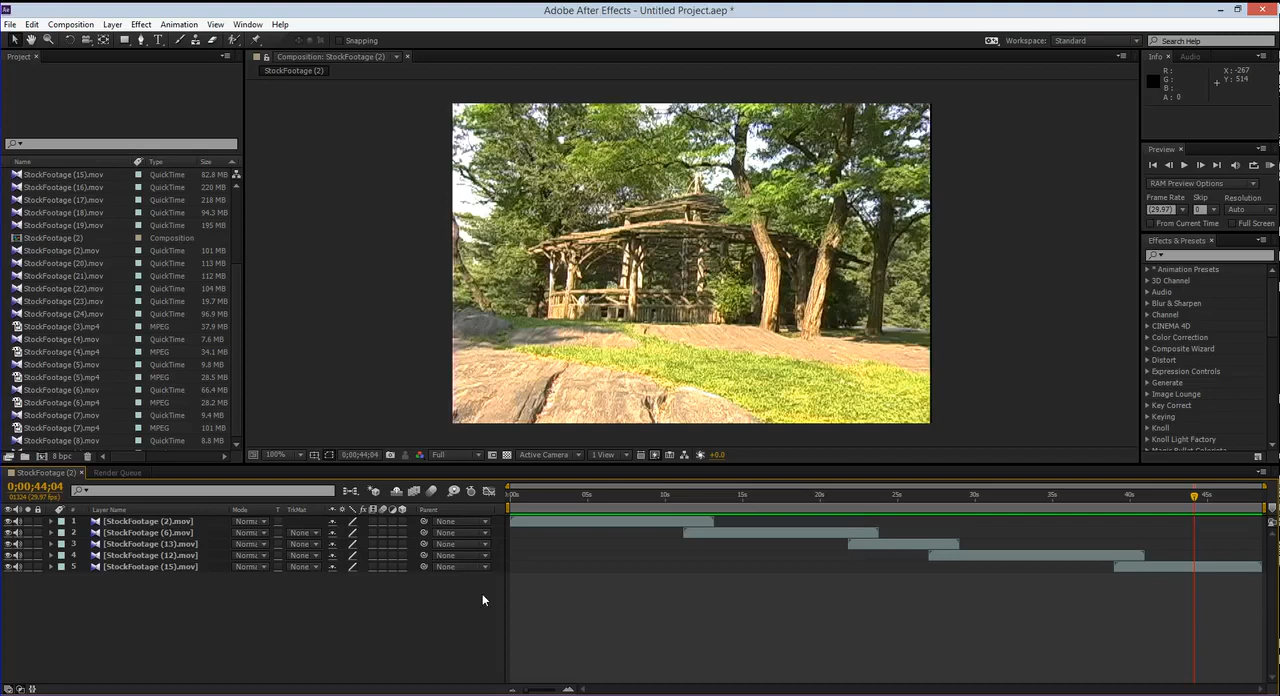 Ae Adobe After Effects - Untitled Project.aep *
File Edit Composition Layer Effect Animation View Window Help
Snapping Workspace: Standard Search Help
Project Composition: StockFootage (2) Info Audio
StockFootage (2)
R: X: -267
G: Y: 514
B:
A: 0
Preview
Name Type Size
StockFootage (15).mov QuickTime 82.8 MB
StockFootage (16).mov QuickTime 220 MB
StockFootage (17).mov QuickTime 218 MB
StockFootage (18).mov QuickTime 94.3 MB
StockFootage (19).mov QuickTime 195 MB
StockFootage (2) Composition
StockFootage (2).mov QuickTime 101 MB
StockFootage (20).mov QuickTime 113 MB
StockFootage (21).mov QuickTime 112 MB
StockFootage (22).mov QuickTime 104 MB
StockFootage (23).mov QuickTime 19.7 MB
StockFootage (24).mov QuickTime 96.9 MB
StockFootage (3).mp4 MPEG 37.9 MB
StockFootage (4).mov QuickTime 7.6 MB
StockFootage (4).mp4 MPEG 34.1 MB
StockFootage (5).mov QuickTime 9.8 MB
StockFootage (5).mp4 MPEG 28.5 MB
StockFootage (6).mov QuickTime 66.4 MB
StockFootage (6).mp4 MPEG 28.2 MB
StockFootage (7).mov QuickTime 9.4 MB
StockFootage (7).mp4 MPEG 101 MB
StockFootage (8).mov QuickTime 8.8 MB
8 bpc
RAM Preview Options
Frame Rate Skip Resolution
(29.97) 0 Auto
From Current Time Full Screen
Effects & Presets
* Animation Presets
3D Channel
Audio
Blur & Sharpen
Channel
CINEMA 4D
Color Correction
Composite Wizard
Distort
Expression Controls
Generate
Image Lounge
Key Correct
Keying
Knoll
Knoll Light Factory
100% 0;00;44;04 Full Active Camera 1 View +0.0
StockFootage (2) Render Queue
0;00;44;04
01324 (29.97 fps)
:00s 05s 10s 15s 20s 25s 30s 35s 40s 45s
# Layer Name Mode T TrkMat Parent
1 [StockFootage (2).mov] Norma None
2 [StockFootage (6).mov] Norma None None
3 [StockFootage (13).mov] Norma None None
4 [StockFootage (12).mov] Norma None None
5 [StockFootage (15).mov] Norma None None